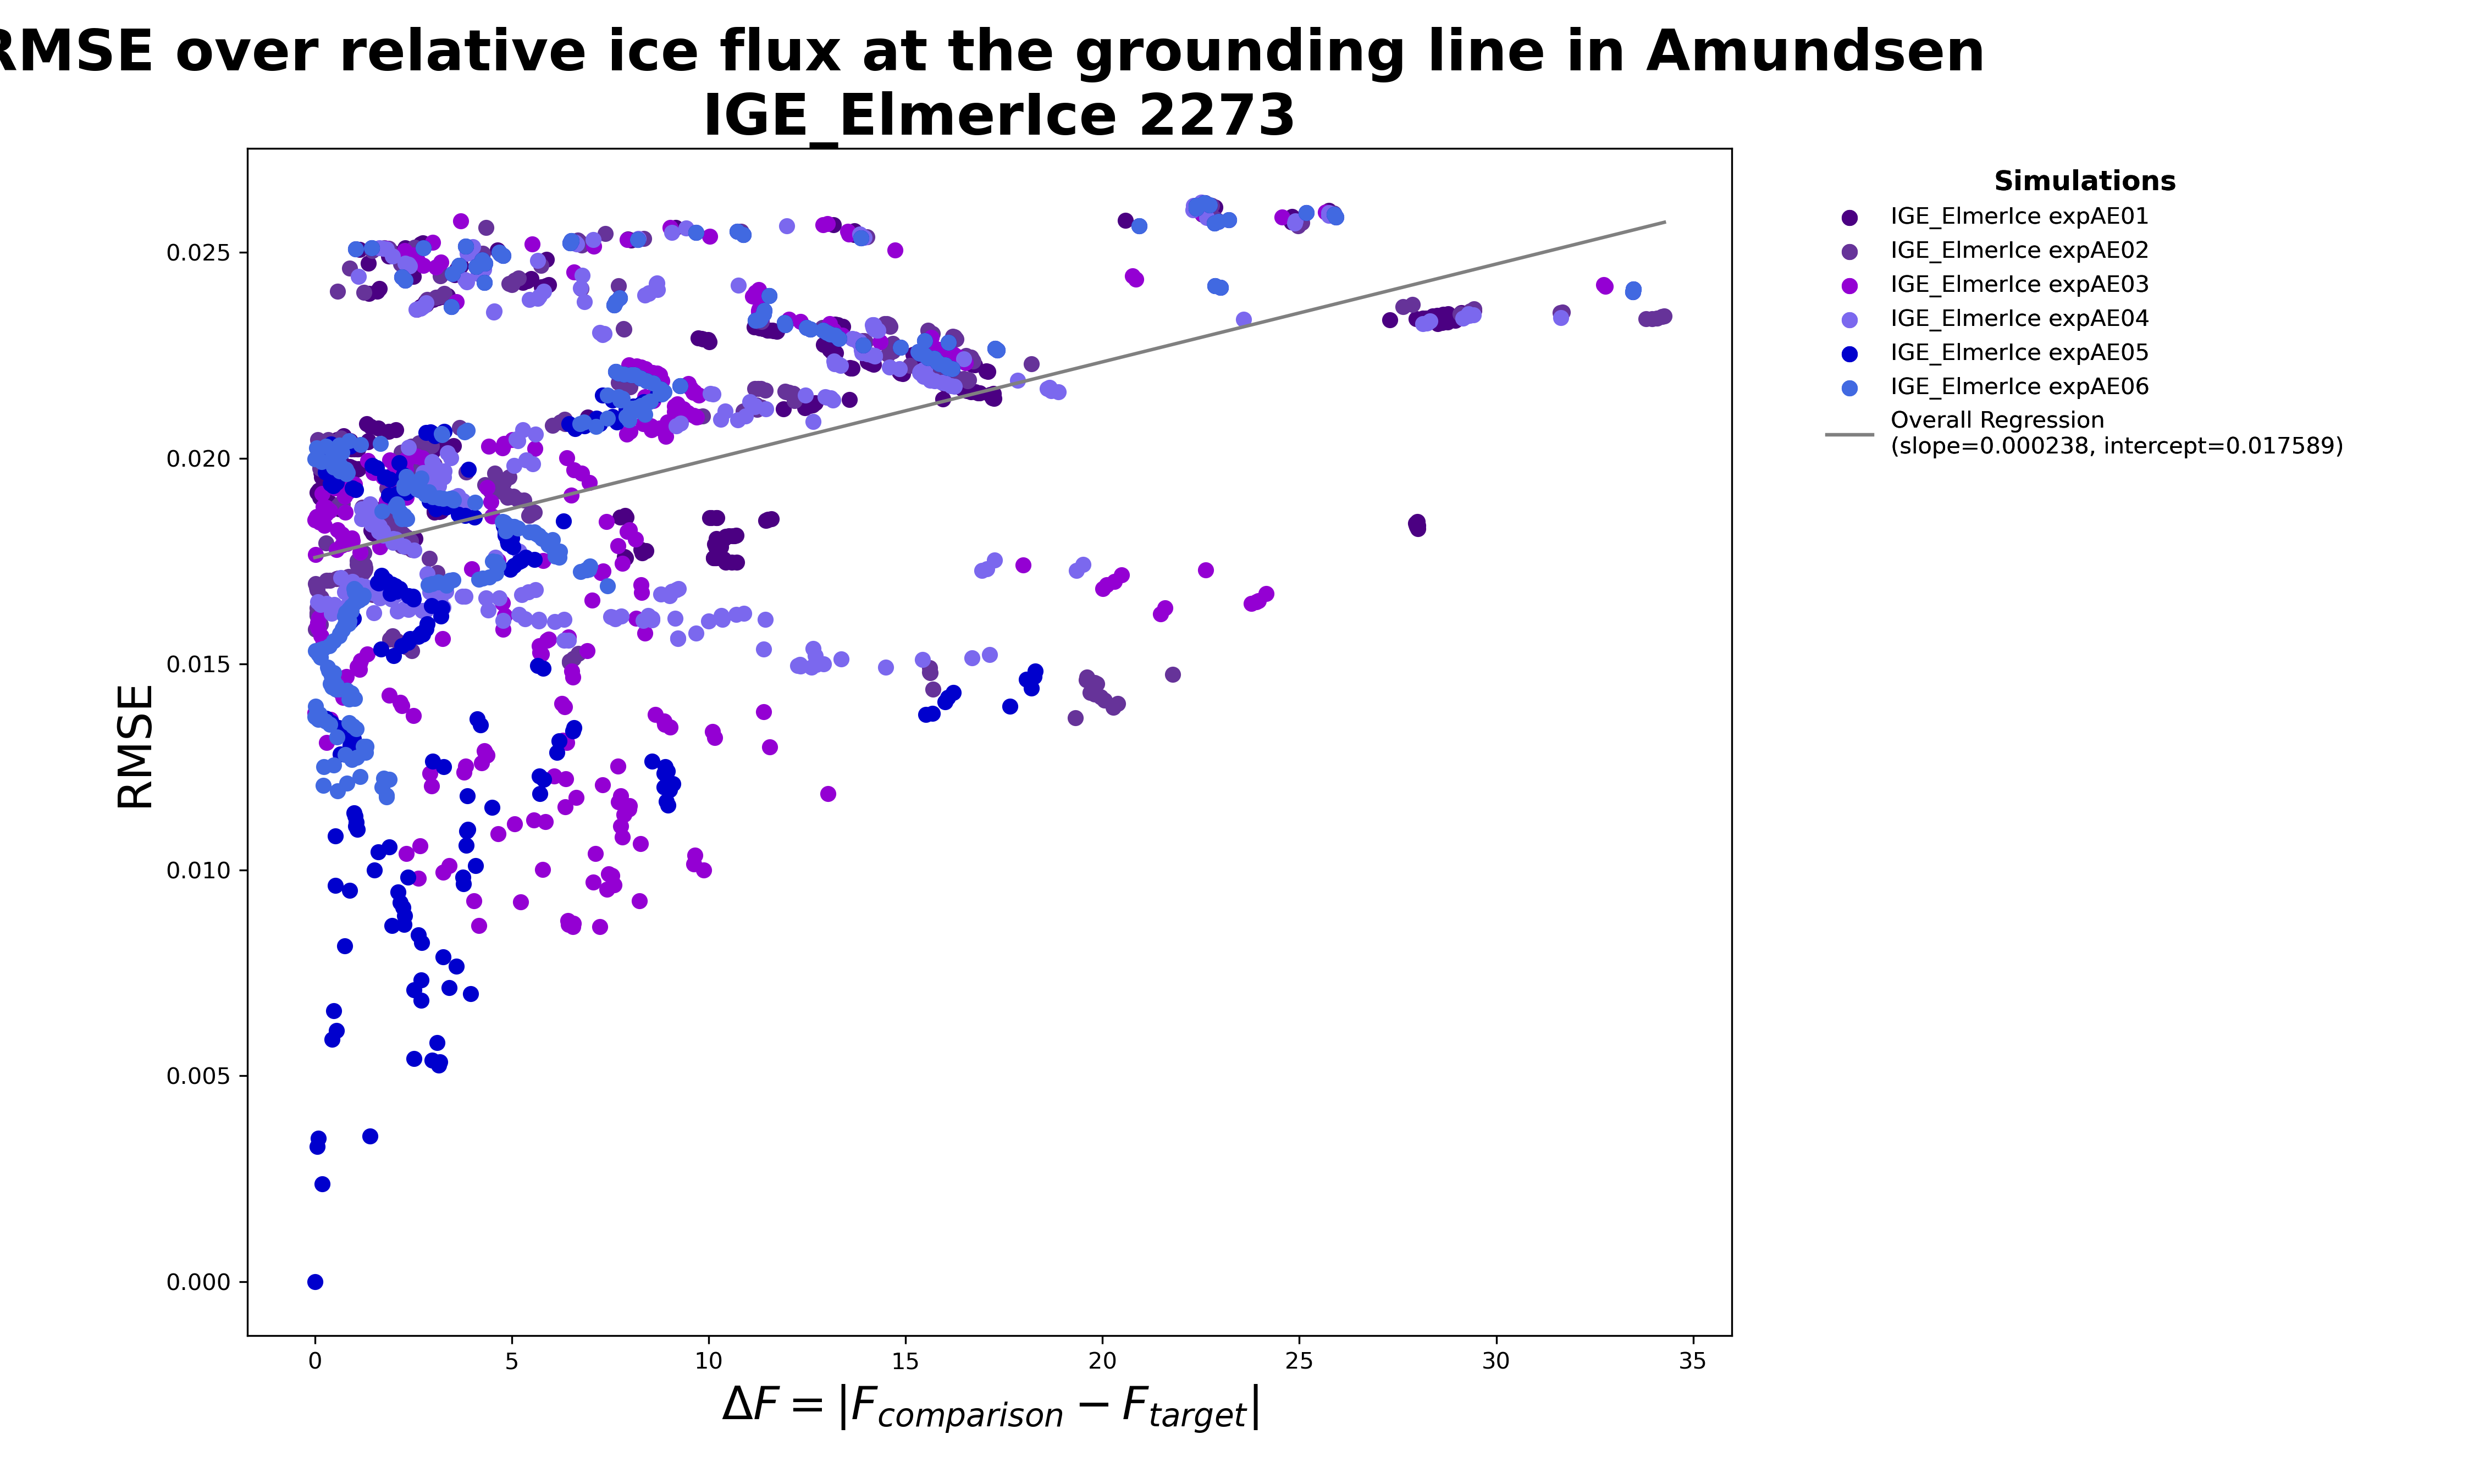 RMSE over relative ice flux at the grounding line in Amundsen
IGE_ElmerIce 2273
Simulations
IGE_ElmerIce expAE01
IGE_ElmerIce expAE02
IGE_ElmerIce expAE03
IGE_ElmerIce expAE04
IGE_ElmerIce expAE05
IGE_ElmerIce expAE06
Overall Regression
(slope=0.000238, intercept=0.017589)
RMSE
0.025
0.020
0.015
0.010
0.005
0.000
0 5 10 15 20 25 30 35
ΔF = |F_comparison − F_target|